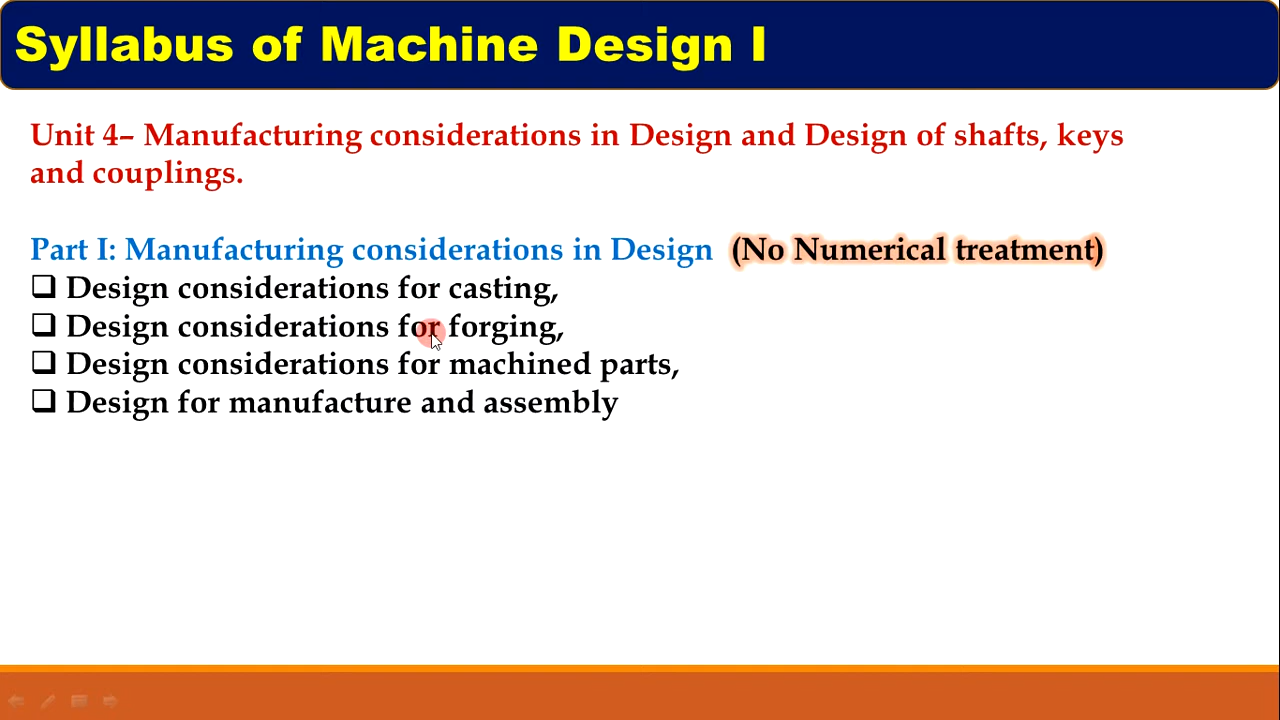 Syllabus of Machine Design I
Unit 4– Manufacturing considerations in Design and Design of shafts, keys
and couplings.
Part I: Manufacturing considerations in Design (No Numerical treatment)
❑ Design considerations for casting,
❑ Design considerations for forging,
❑ Design considerations for machined parts,
❑ Design for manufacture and assembly